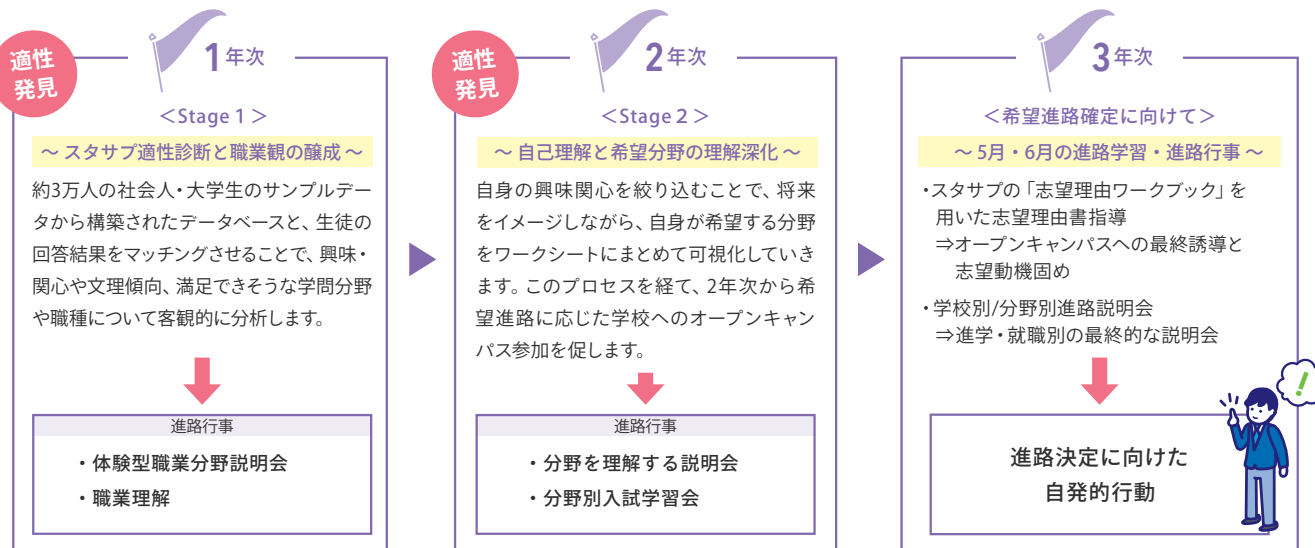 適性
発見
1年次
＜Stage 1＞
～ スタサプ適性診断と職業観の醸成 ～
約3万人の社会人・大学生のサンプルデー
タから構築されたデータベースと、生徒の
回答結果をマッチングさせることで、興味・
関心や文理傾向、満足できそうな学問分野
や職種について客観的に分析します。
進路行事
・体験型職業分野説明会
・職業理解
適性
発見
2年次
＜Stage 2＞
～ 自己理解と希望分野の理解深化 ～
自身の興味関心を絞り込むことで、将来
をイメージしながら、自身が希望する分野
をワークシートにまとめて可視化していき
ます。このプロセスを経て、2年次から希
望進路に応じた学校へのオープンキャン
パス参加を促します。
進路行事
・分野を理解する説明会
・分野別入試学習会
3年次
＜希望進路確定に向けて＞
～ 5月・6月の進路学習・進路行事 ～
・スタサプの「志望理由ワークブック」を
用いた志望理由書指導
⇒オープンキャンパスへの最終誘導と
志望動機固め
・学校別/分野別進路説明会
⇒進学・就職別の最終的な説明会
進路決定に向けた
自発的行動
!